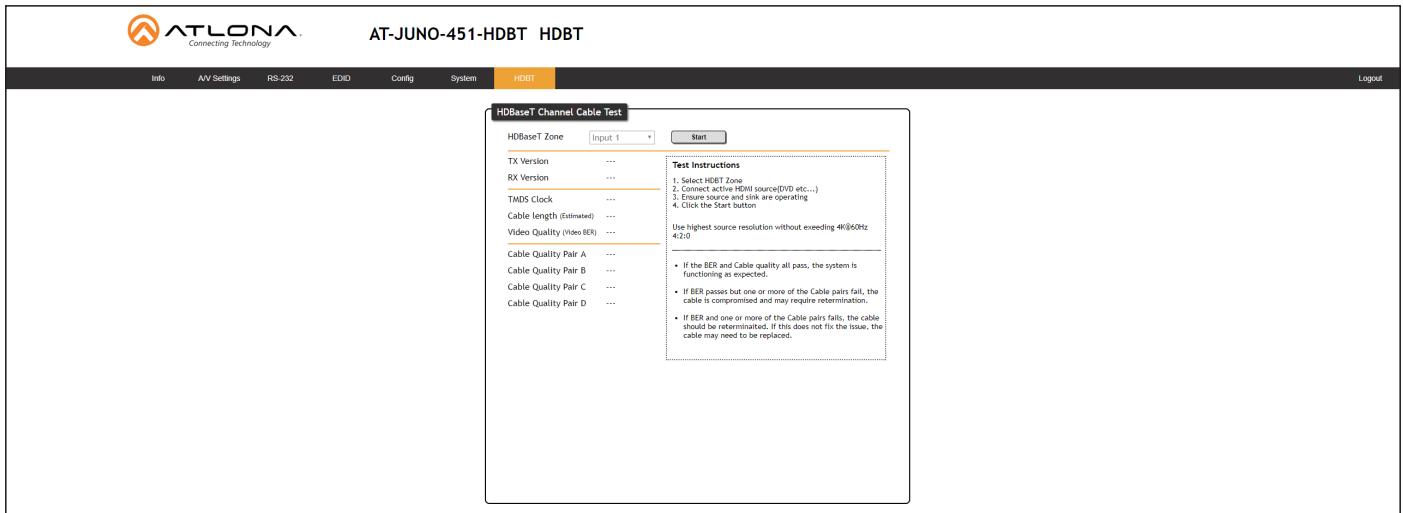 ATLONA.
Connecting Technology
AT-JUNO-451-HDBT HDBT
Info A/V Settings RS-232 EDID Config System HDBT Logout
HDBaseT Channel Cable Test
HDBaseT Zone Input 1 Start
TX Version ---
RX Version ---
TMDS Clock ---
Cable length (Estimated) ---
Video Quality (Video BER) ---
Cable Quality Pair A ---
Cable Quality Pair B ---
Cable Quality Pair C ---
Cable Quality Pair D ---
Test Instructions
1. Select HDBT Zone
2. Connect active HDMI source(DVD etc...)
3. Ensure source and sink are operating
4. Click the Start button
Use highest source resolution without exeeding 4K@60Hz
4:2:0
• If the BER and Cable quality all pass, the system is
functioning as expected.
• If BER passes but one or more of the Cable pairs fail, the
cable is compromised and may require retermination.
• If BER and one or more of the Cable pairs fails, the cable
should be reterminaited. If this does not fix the issue, the
cable may need to be replaced.